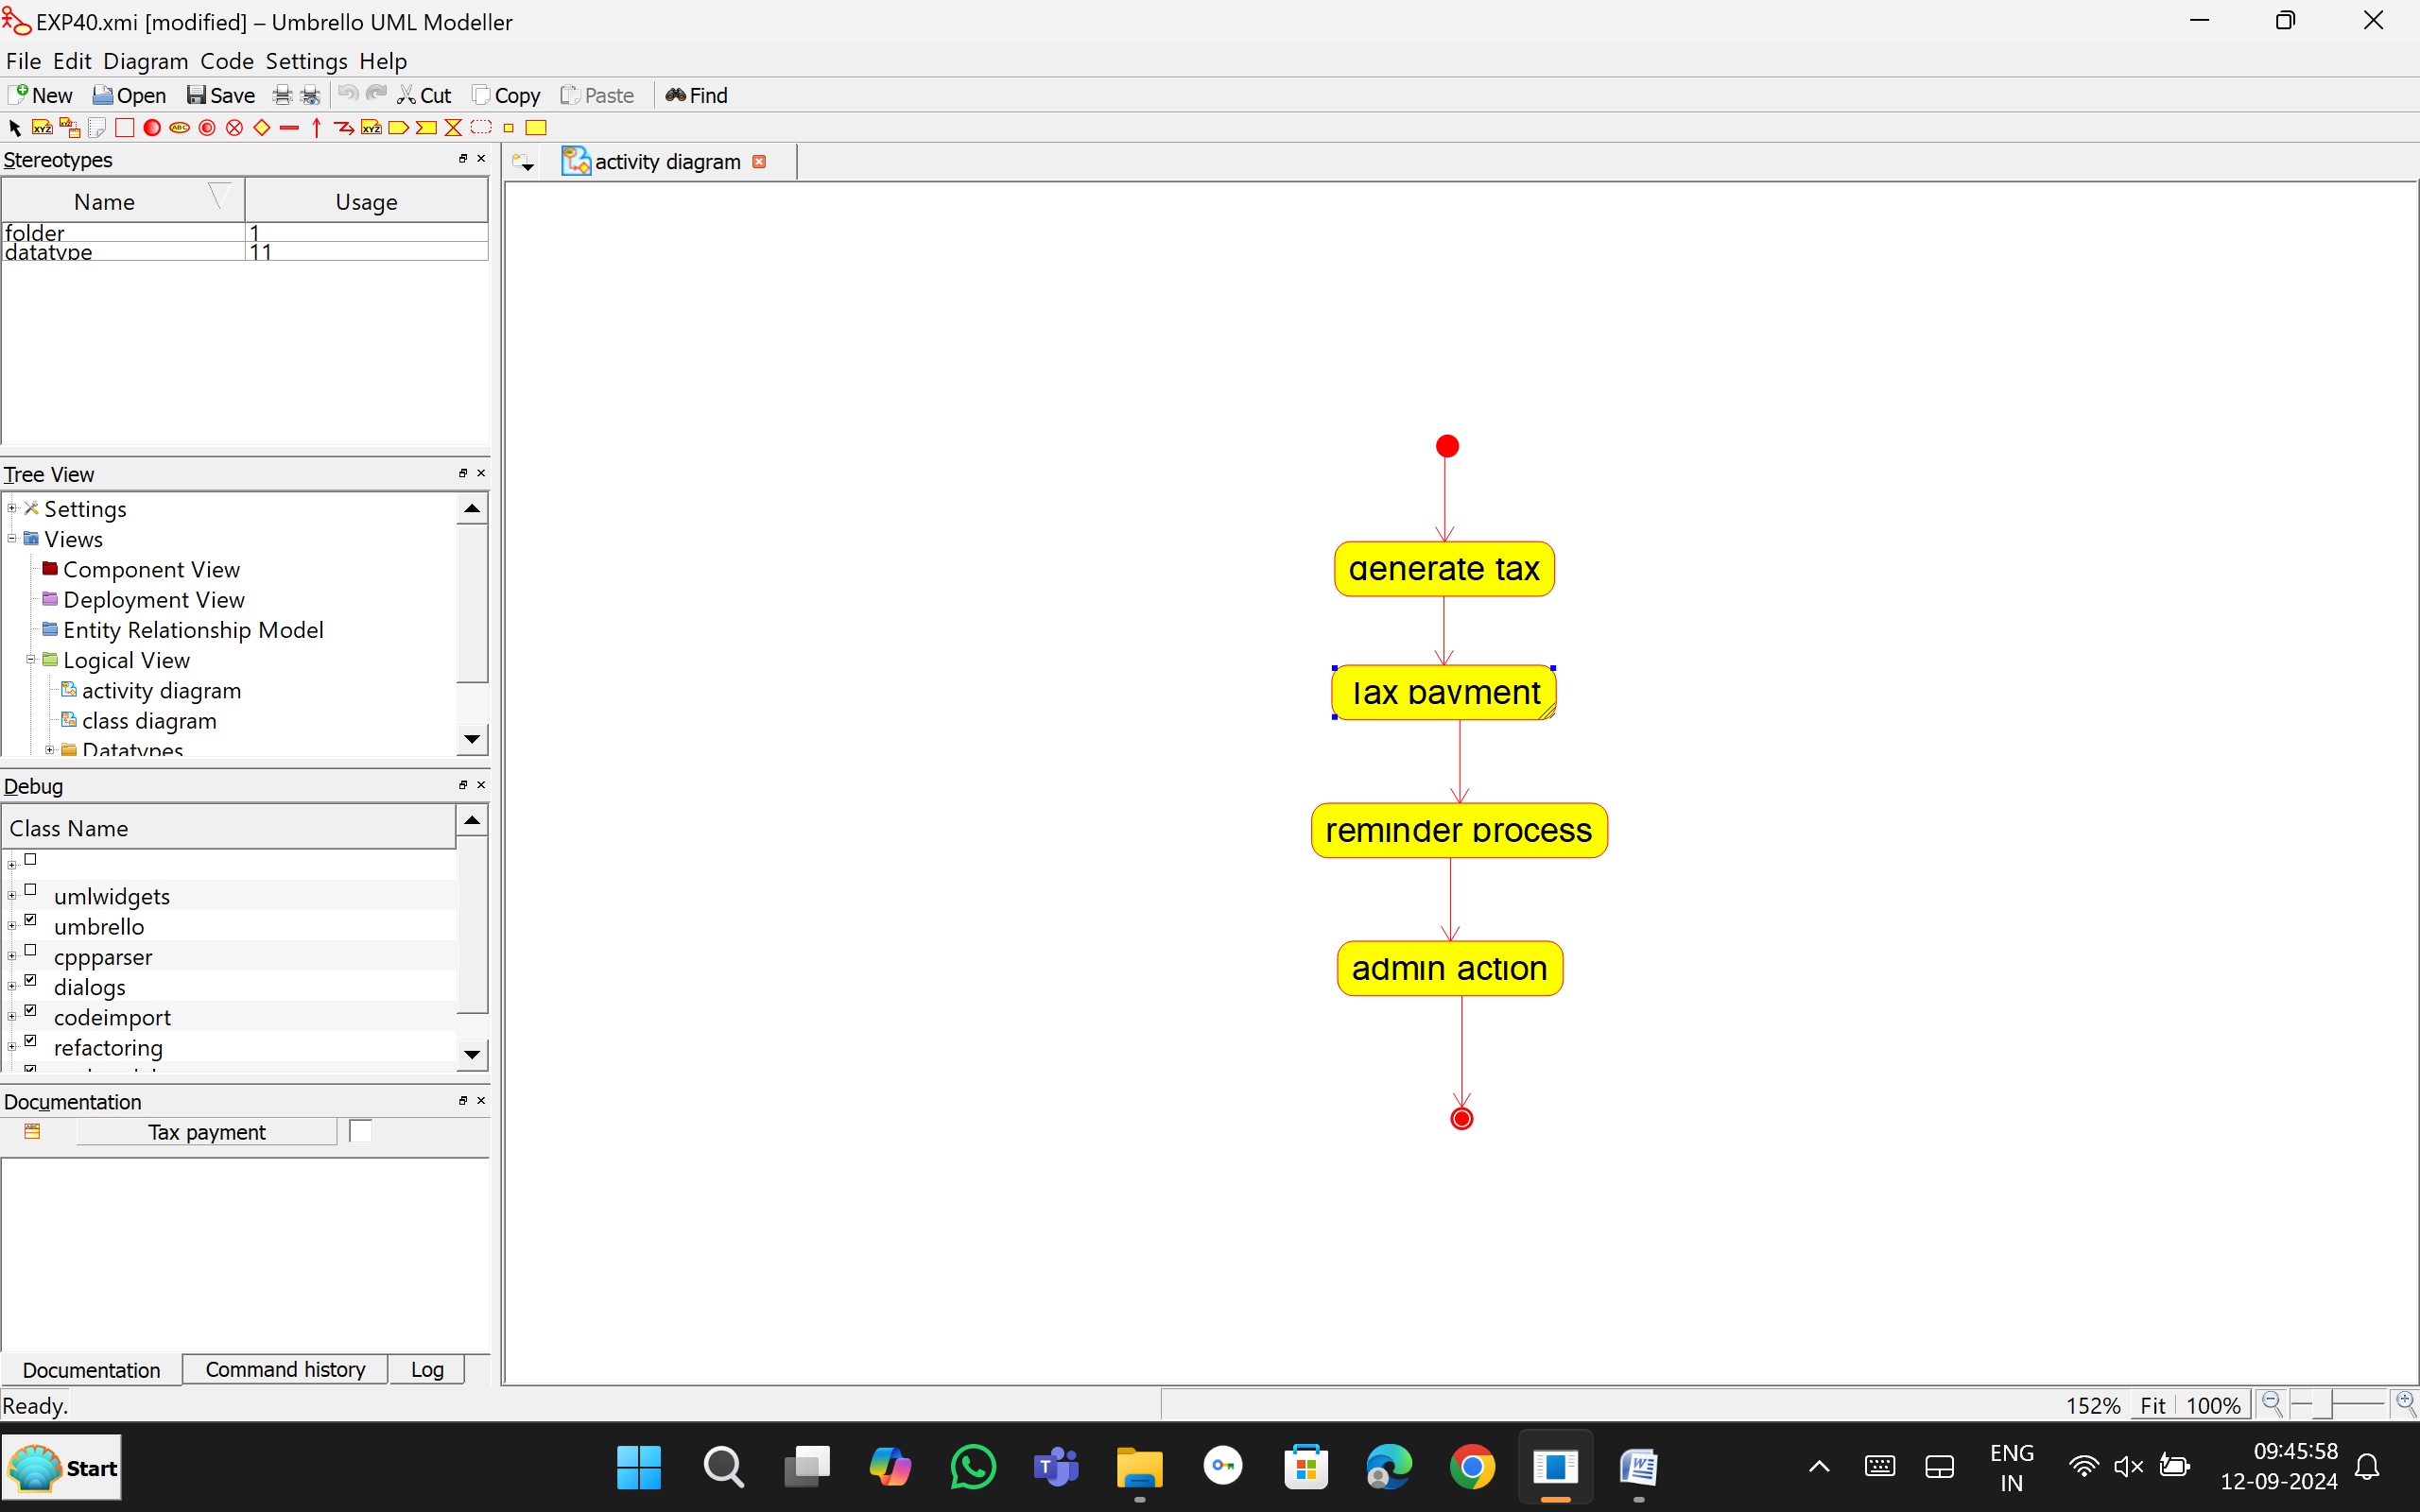 EXP40.xmi [modified] – Umbrello UML Modeller
File Edit Diagram Code Settings Help
New Open Save Cut Copy Paste Find
Stereotypes
activity diagram
Name Usage
folder 1
datatype 11
Tree View
Settings
Views
Component View
Deployment View
Entity Relationship Model
Logical View
activity diagram
class diagram
Datatypes
generate tax
Tax payment
reminder process
admin action
Debug
Class Name
umlwidgets
umbrello
cppparser
dialogs
codeimport
refactoring
Documentation
Tax payment
Documentation Command history Log
Ready.
152% Fit 100%
Start
ENG
IN
09:45:58
12-09-2024